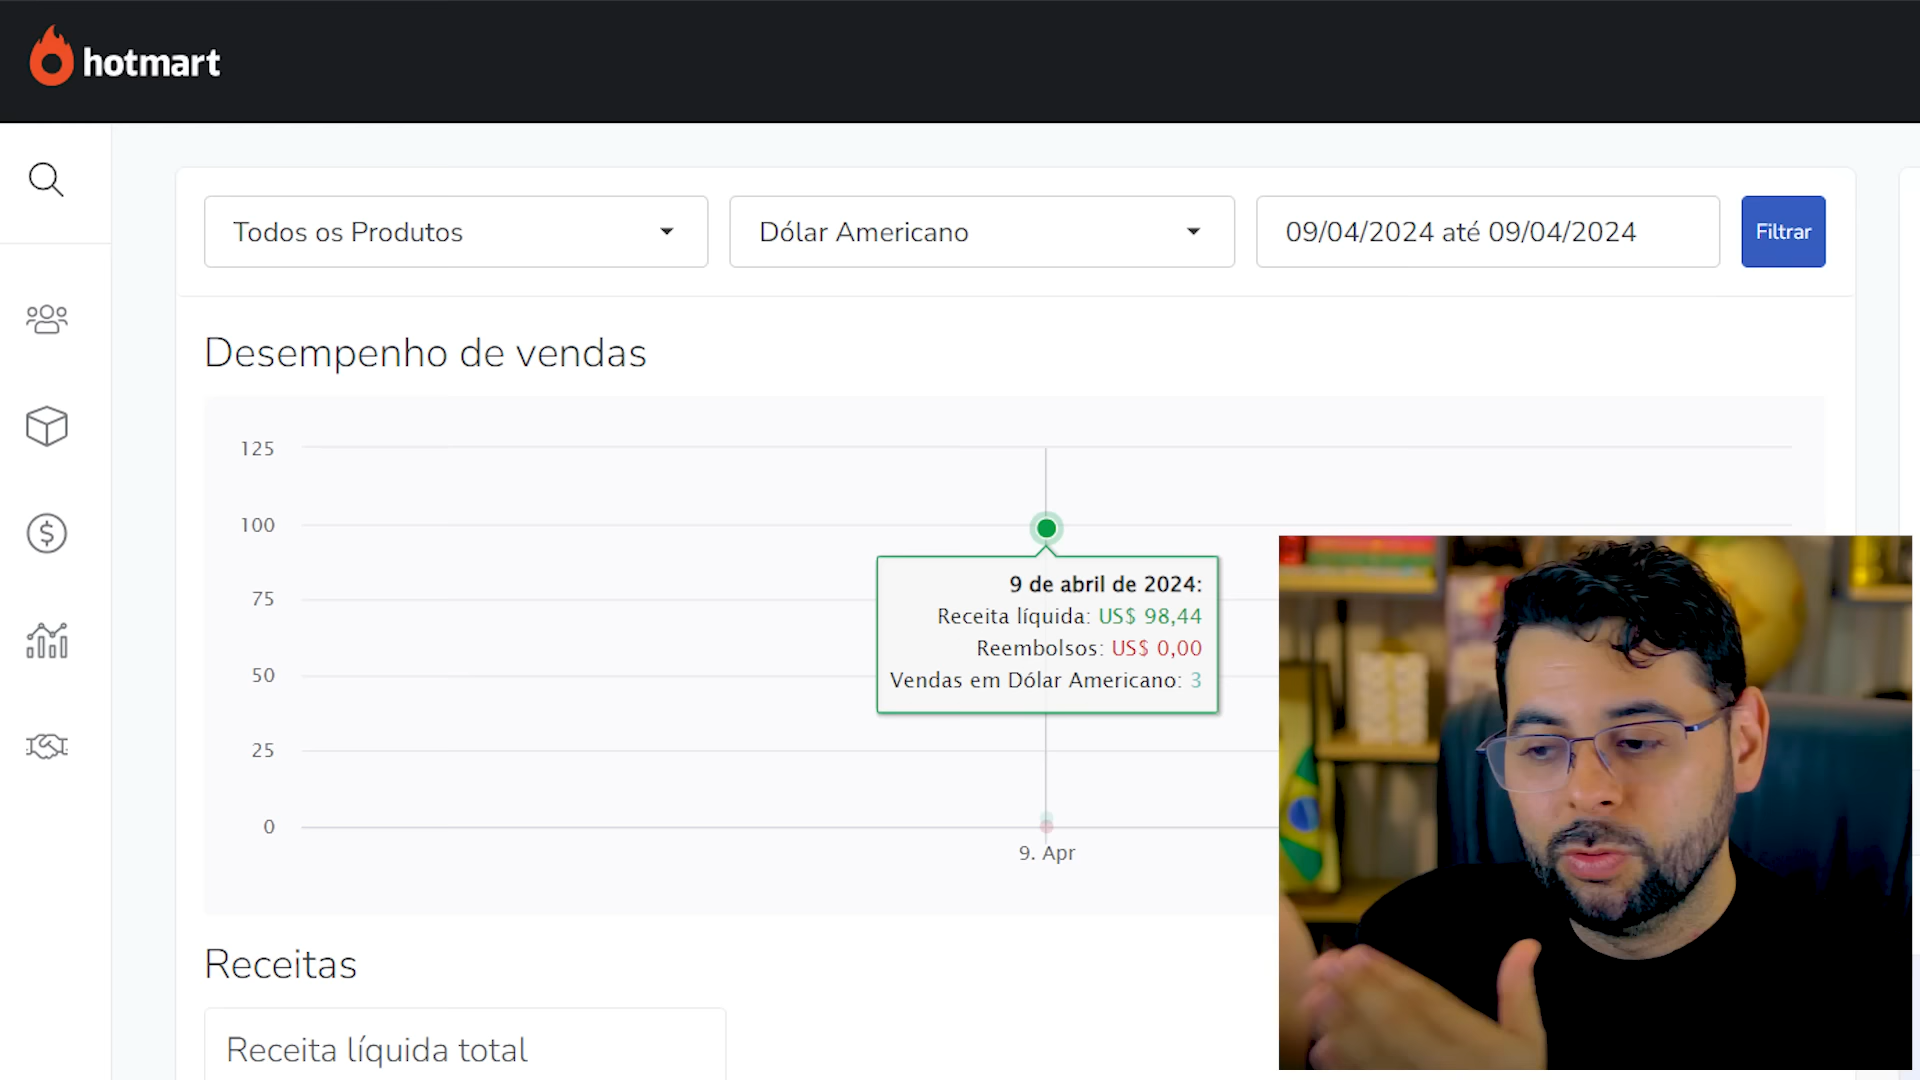 hotmart
Todos os Produtos
Dólar Americano
09/04/2024 até 09/04/2024
Filtrar
Desempenho de vendas
125
100
75
50
25
0
9 de abril de 2024:
Receita líquida: US$ 98,44
Reembolsos: US$ 0,00
Vendas em Dólar Americano: 3
9. Apr
Receitas
Receita líquida total